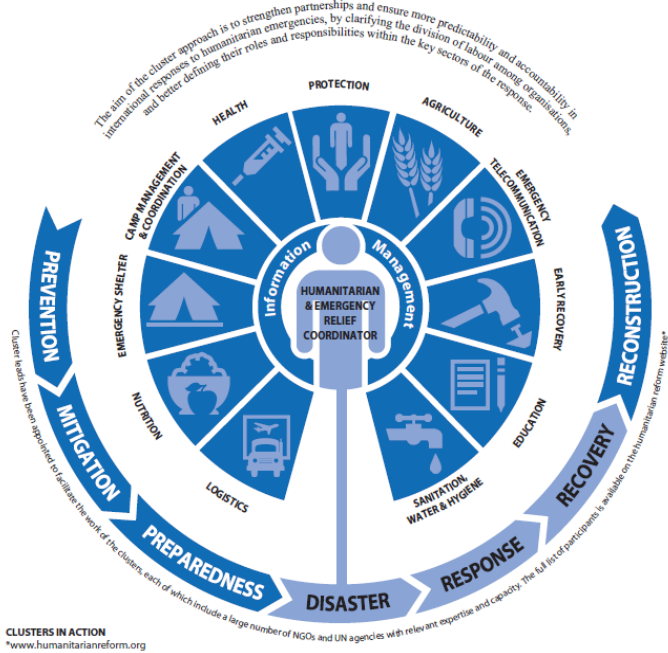 The aim of the cluster approach is to strengthen partnerships and ensure more predictability and accountability in
international responses to humanitarian emergencies, by clarifying the division of labour among organisations,
and better defining their roles and responsibilities within the key sectors of the response.
PROTECTION
HEALTH
AGRICULTURE
CAMP MANAGEMENT
& COORDINATION
EMERGENCY
TELECOMMUNICATION
EMERGENCY SHELTER
EARLY RECOVERY
NUTRITION
EDUCATION
LOGISTICS
SANITATION,
WATER & HYGIENE
Information Management
HUMANITARIAN
& EMERGENCY
RELIEF
COORDINATOR
PREVENTION
MITIGATION
PREPAREDNESS
DISASTER
RESPONSE
RECOVERY
RECONSTRUCTION
Cluster leads have been appointed to facilitate the work of the clusters, each of which include a large number of NGOs and UN agencies with relevant expertise and capacity. The full list of participants is available on the humanitarian reform website*
CLUSTERS IN ACTION
*www.humanitarianreform.org